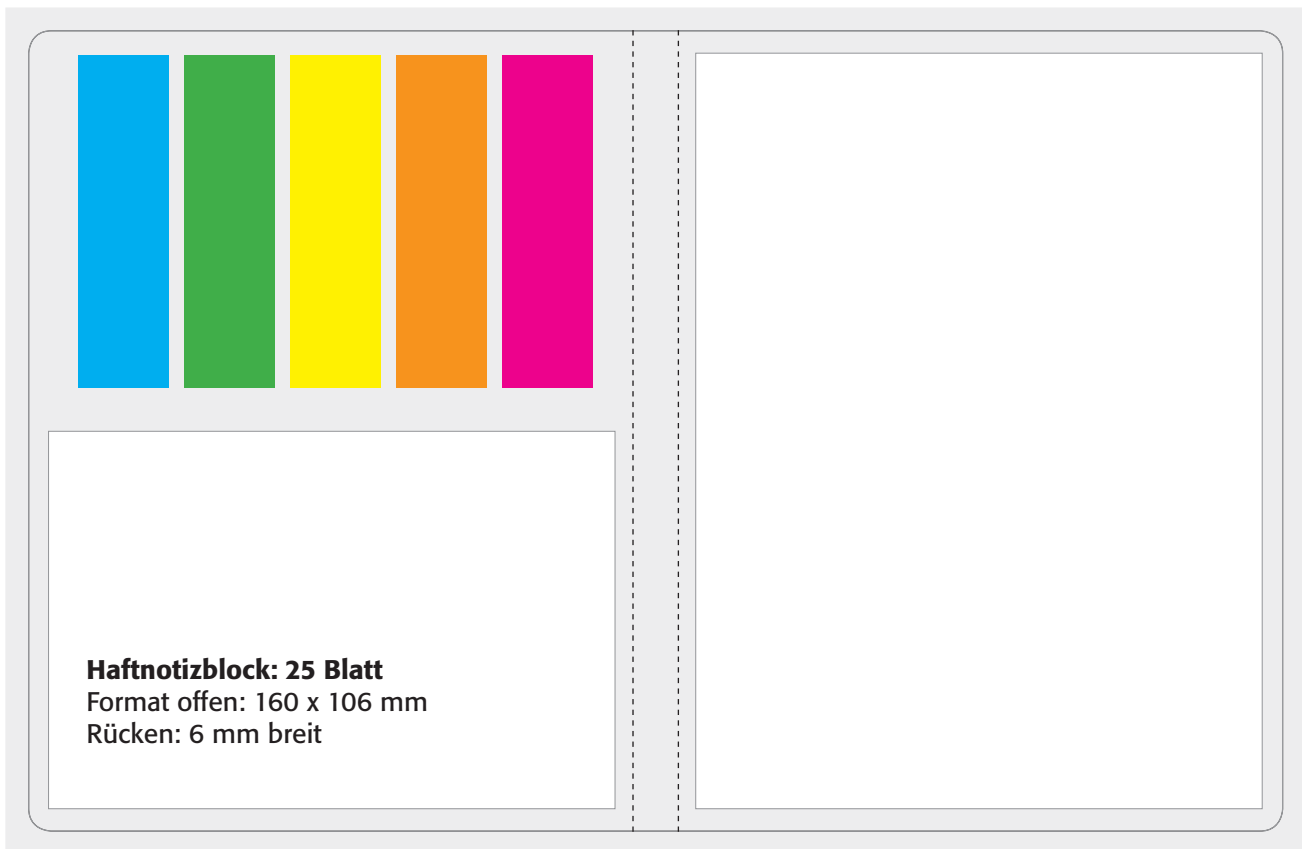 Haftnotizblock: 25 Blatt
Format offen: 160 x 106 mm
Rücken: 6 mm breit